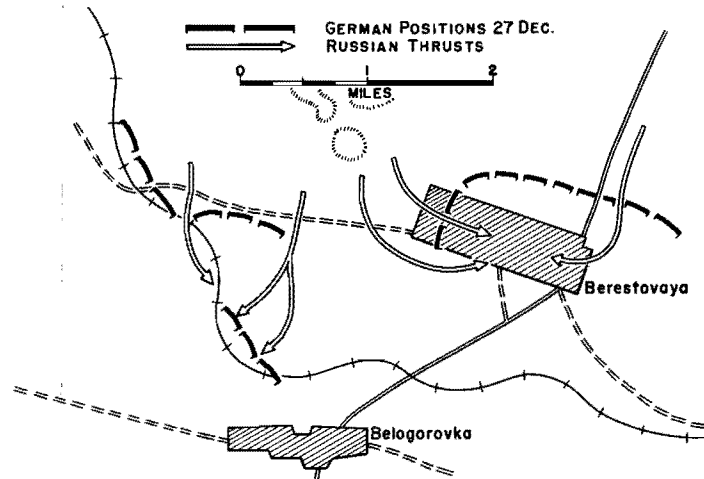 GERMAN POSITIONS 27 DEC.
RUSSIAN THRUSTS
0 1 2
MILES
Berestovaya
Belogorovka